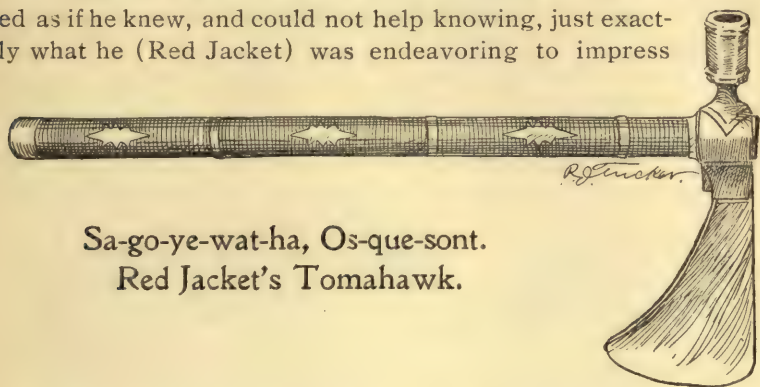 ed as if he knew, and could not help knowing, just exact-
ly what he (Red Jacket) was endeavoring to impress
R. J. Tucker.
Sa-go-ye-wat-ha, Os-que-sont.
Red Jacket's Tomahawk.